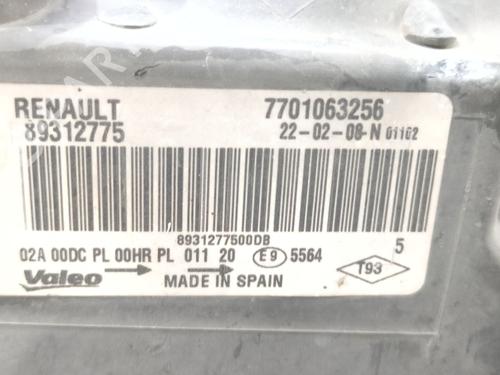 RENAULT 7701063256
89312775 22-02-08-N 01102
8931277500DB
02A 00DC PL 00HR PL 011 20 E9 5564 5
Valeo MADE IN SPAIN T93